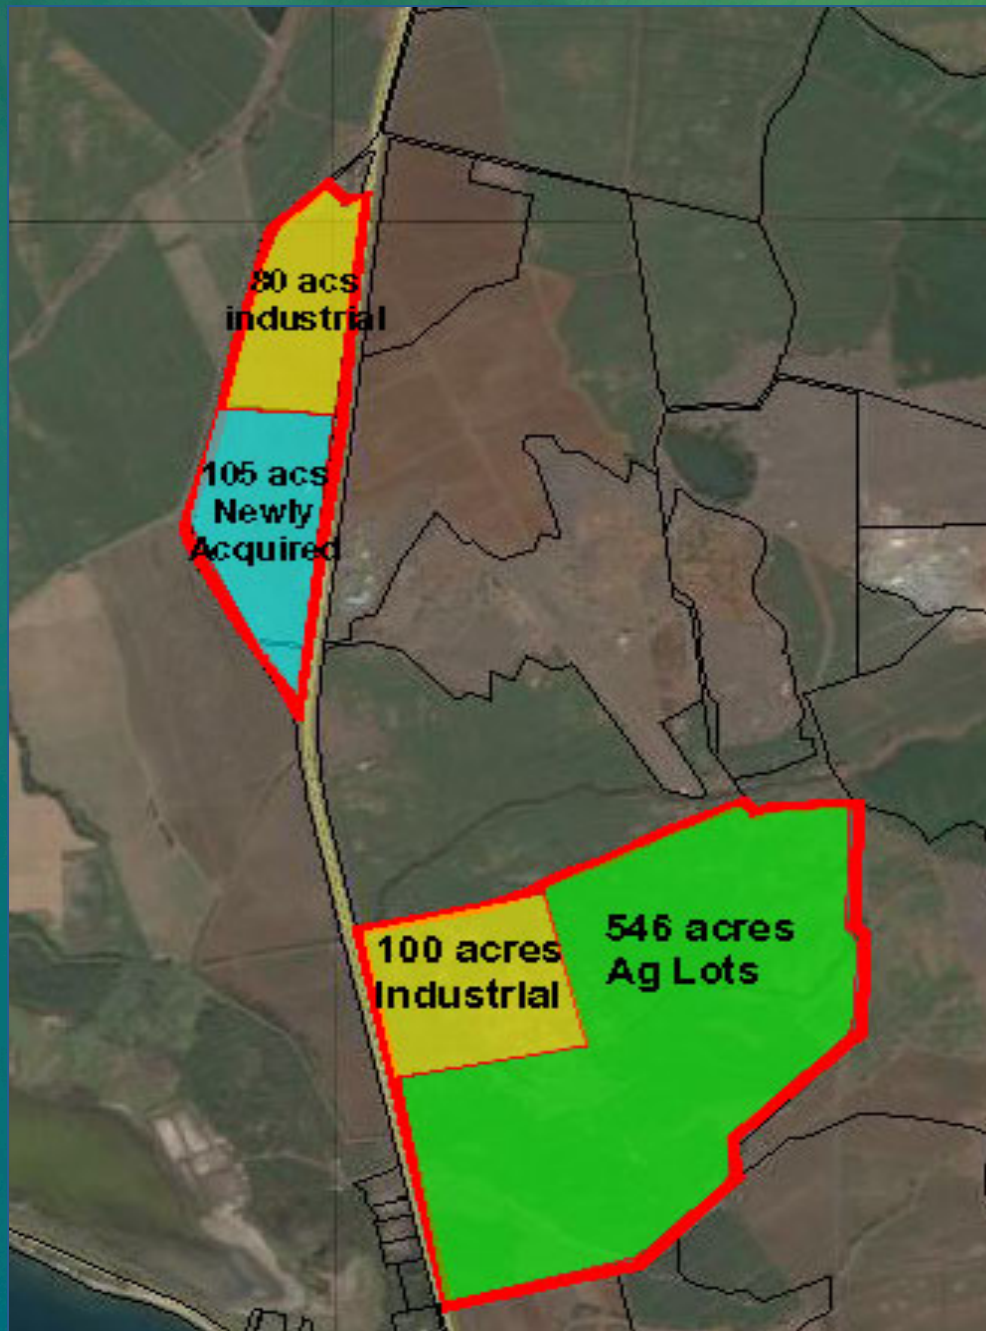 80 acs
industrial
105 acs
Newly
Acquired
546 acres
Ag Lots
100 acres
Industrial